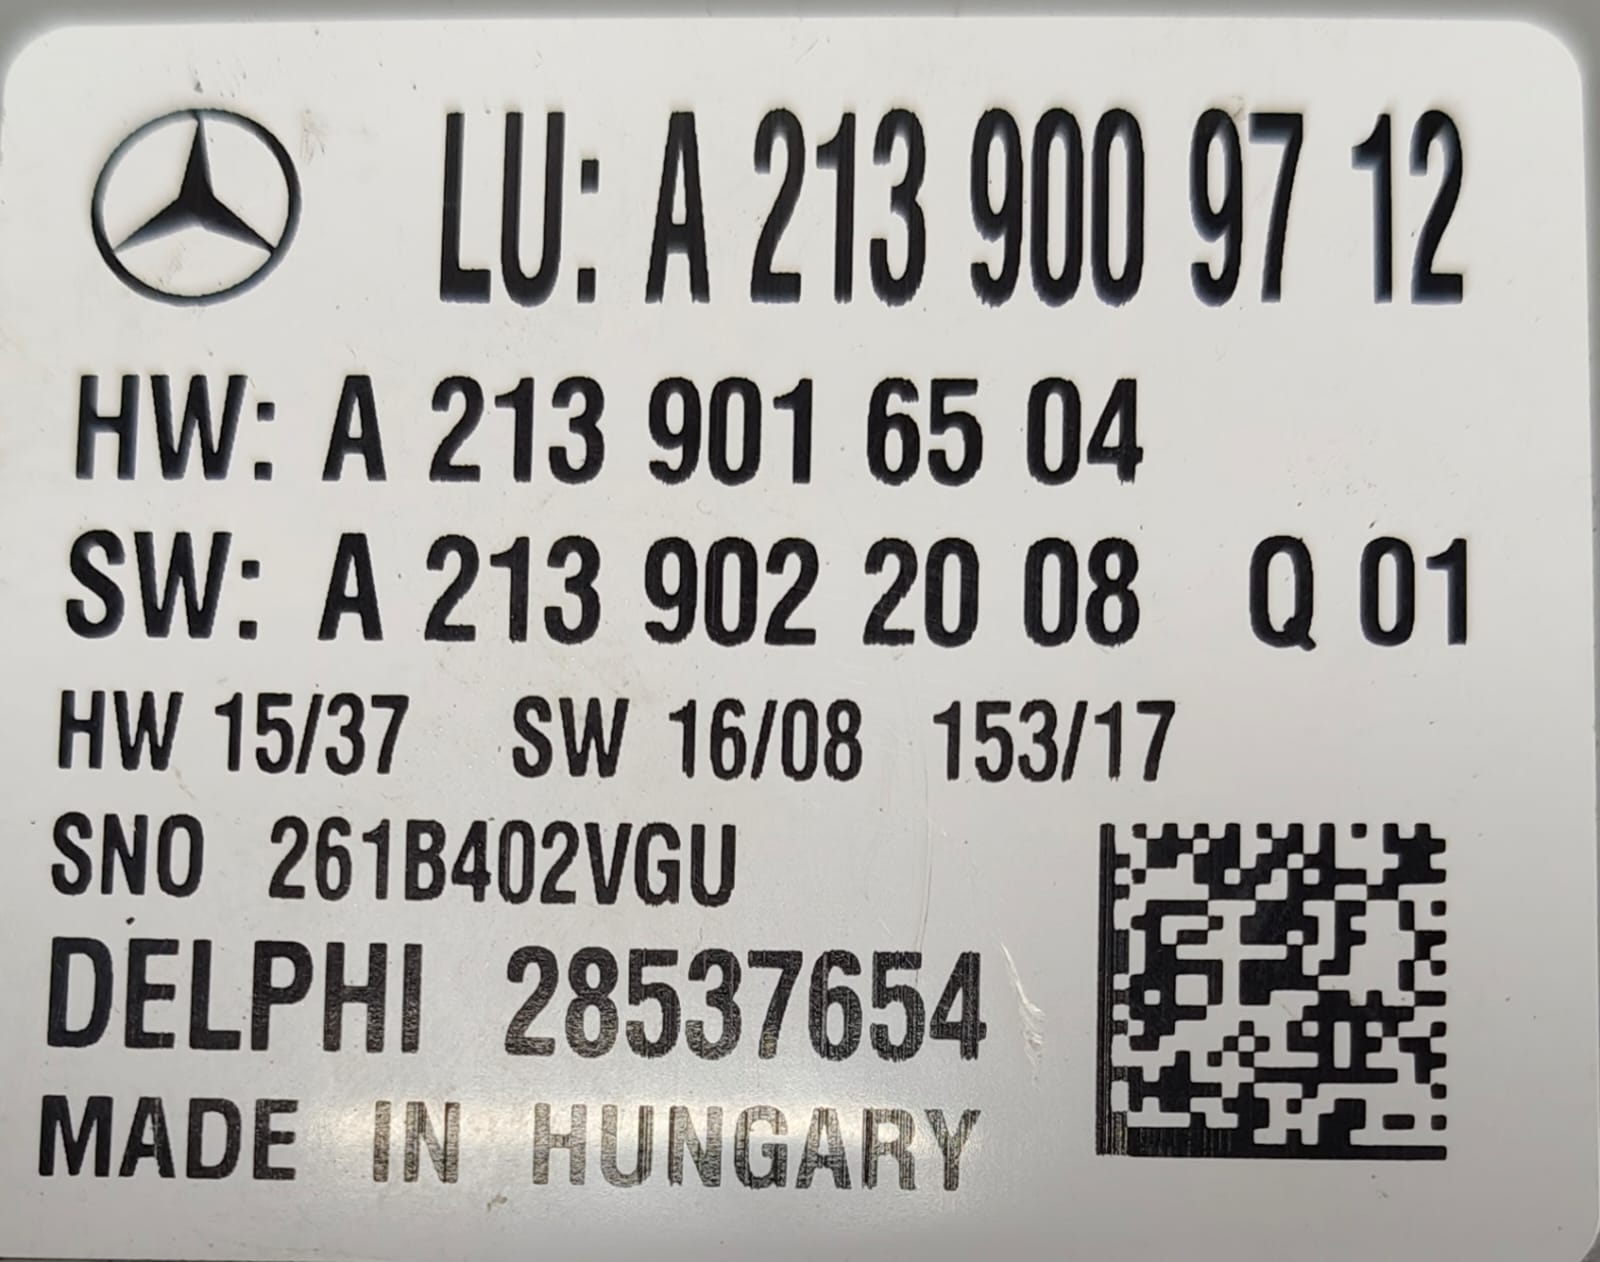 LU: A 213 900 97 12
HW: A 213 901 65 04
SW: A 213 902 20 08 Q 01
HW 15/37 SW 16/08 153/17
SNO 261B402VGU
DELPHI 28537654
MADE IN HUNGARY